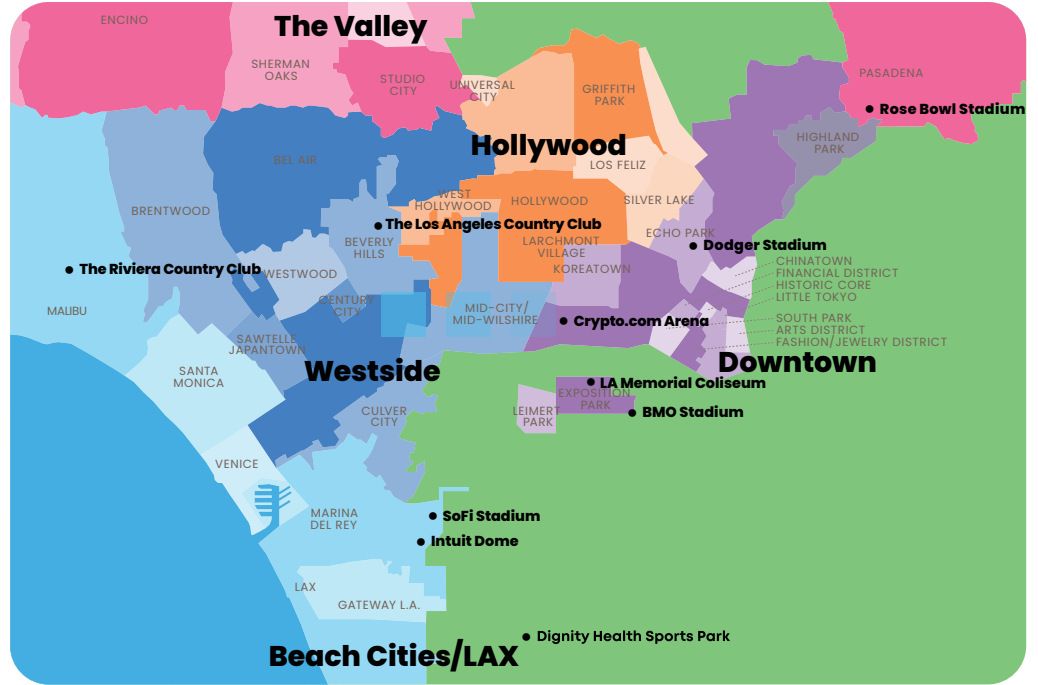 ENCINO
The Valley
SHERMAN
OAKS
STUDIO
CITY
UNIVERSAL
CITY
GRIFFITH
PARK
PASADENA
Rose Bowl Stadium
HIGHLAND
PARK
Hollywood
BEL AIR
LOS FELIZ
BRENTWOOD
WEST
HOLLYWOOD
HOLLYWOOD
SILVER LAKE
The Los Angeles Country Club
BEVERLY
HILLS
LARCHMONT
VILLAGE
ECHO PARK
Dodger Stadium
The Riviera Country Club
WESTWOOD
KOREATOWN
CHINATOWN
FINANCIAL DISTRICT
HISTORIC CORE
LITTLE TOKYO
MALIBU
CENTURY
CITY
MID-CITY/
MID-WILSHIRE
Crypto.com Arena
SOUTH PARK
ARTS DISTRICT
FASHION/JEWELRY DISTRICT
SAWTELLE
JAPANTOWN
Westside
Downtown
SANTA
MONICA
LA Memorial Coliseum
EXPOSITION
PARK
BMO Stadium
LEIMERT
PARK
CULVER
CITY
VENICE
MARINA
DEL REY
SoFi Stadium
Intuit Dome
LAX
GATEWAY L.A.
Dignity Health Sports Park
Beach Cities/LAX